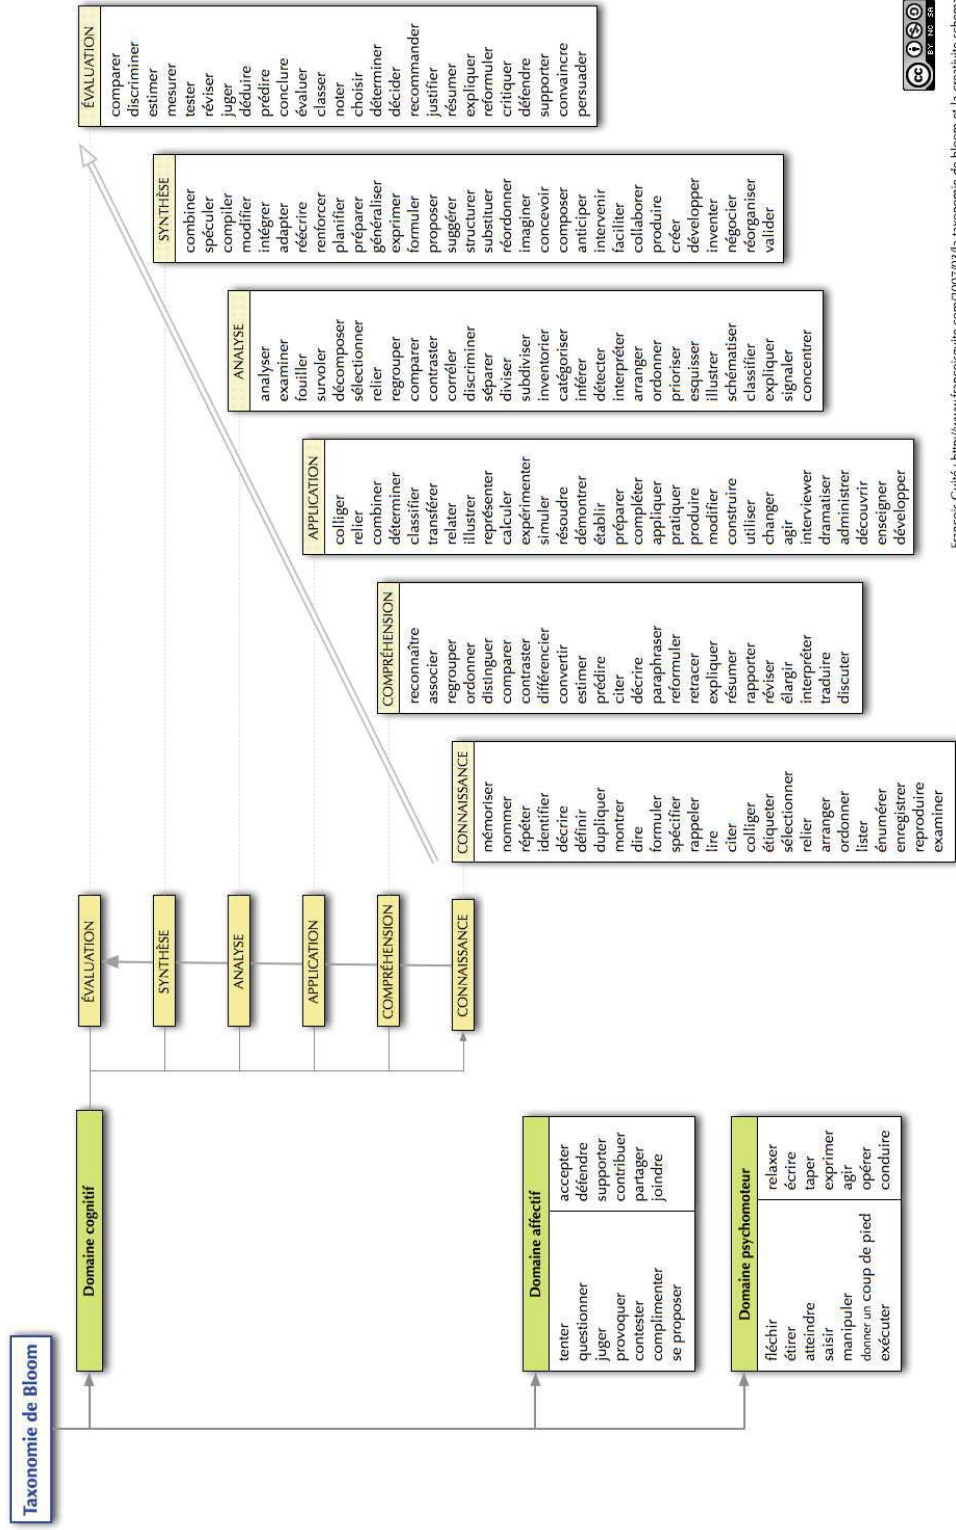 Taxonomie de Bloom
Domaine cognitif
ÉVALUATION
SYNTHÈSE
ANALYSE
APPLICATION
COMPRÉHENSION
CONNAISSANCE
ÉVALUATION
comparer
discriminer
estimer
mesurer
tester
réviser
juger
déduire
prédire
conclure
évaluer
classer
noter
choisir
déterminer
décider
recommander
justifier
résumer
expliquer
reformuler
critiquer
défendre
supporter
convaincre
persuader
SYNTHÈSE
combiner
spéculer
compiler
modifier
intégrer
adapter
réécrire
renforcer
planifier
préparer
généraliser
exprimer
formuler
proposer
suggérer
structurer
substituer
réordonner
imaginer
concevoir
composer
anticiper
intervenir
faciliter
collaborer
produire
créer
développer
inventer
négocier
réorganiser
valider
ANALYSE
analyser
examiner
fouiller
survoler
décomposer
sélectionner
relier
regrouper
comparer
contraster
corréler
discriminer
séparer
diviser
subdiviser
inventorier
catégoriser
inférer
détecter
interpréter
arranger
ordonner
prioriser
esquisser
illustrer
schématiser
classifier
expliquer
signaler
concentrer
APPLICATION
colliger
relier
combiner
déterminer
classifier
transférer
relater
illustrer
représenter
calculer
expérimenter
simuler
résoudre
démontrer
établir
préparer
compléter
appliquer
pratiquer
produire
modifier
construire
utiliser
changer
agir
interviewer
dramatiser
administrer
découvrir
enseigner
développer
COMPRÉHENSION
reconnaître
associer
regrouper
ordonner
distinguer
comparer
contraster
différencier
convertir
estimer
prédire
citer
décrire
paraphraser
reformuler
retracer
expliquer
résumer
rapporter
réviser
élargir
interpréter
traduire
discuter
CONNAISSANCE
mémoriser
nommer
répéter
identifier
décrire
définir
dupliquer
montrer
dire
formuler
spécifier
rappeler
lire
citer
colliger
étiqueter
sélectionner
relier
arranger
ordonner
lister
énumérer
enregistrer
reproduire
examiner
Domaine affectif
tenter
questionner
juger
provoquer
contester
complimenter
se proposer
accepter
défendre
supporter
contribuer
partager
joindre
Domaine psychomoteur
fléchir
étirer
atteindre
saisir
manipuler
donner un coup de pied
exécuter
relaxer
écrire
taper
exprimer
agir
opérer
conduire
cc
BY NC SA